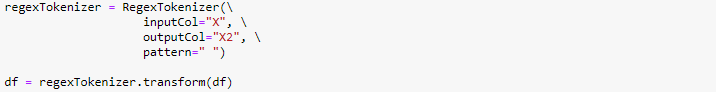 regexTokenizer = RegexTokenizer(\
                    inputCol="X", \
                    outputCol="X2", \
                    pattern=" ")
df = regexTokenizer.transform(df)